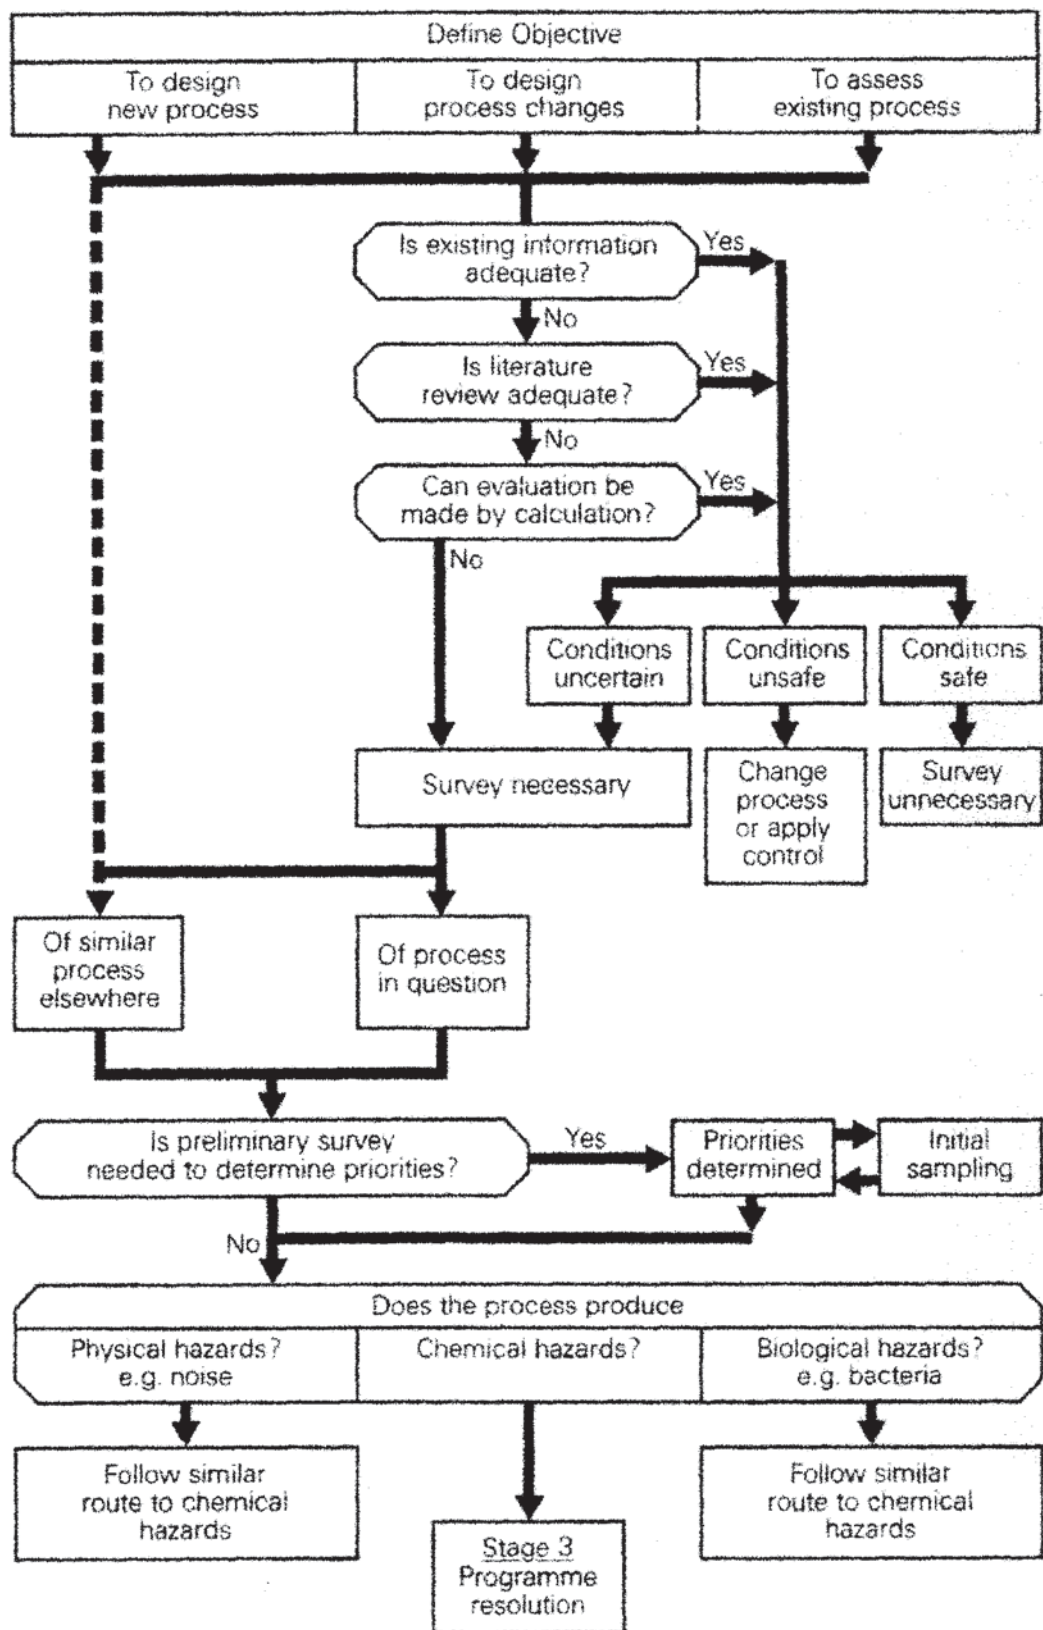 Define Objective
To design
new process
To design
process changes
To assess
existing process
Is existing information
adequate?
Yes
No
Is literature
review adequate?
Yes
No
Can evaluation be
made by calculation?
Yes
No
Conditions
uncertain
Conditions
unsafe
Conditions
safe
Survey necessary
Change
process
or apply
control
Survey
unnecessary
Of similar
process
elsewhere
Of process
in question
Is preliminary survey
needed to determine priorities?
Yes
Priorities
determined
Initial
sampling
No
Does the process produce
Physical hazards?
e.g. noise
Chemical hazards?
Biological hazards?
e.g. bacteria
Follow similar
route to chemical
hazards
Stage 3
Programme
resolution
Follow similar
route to chemical
hazards